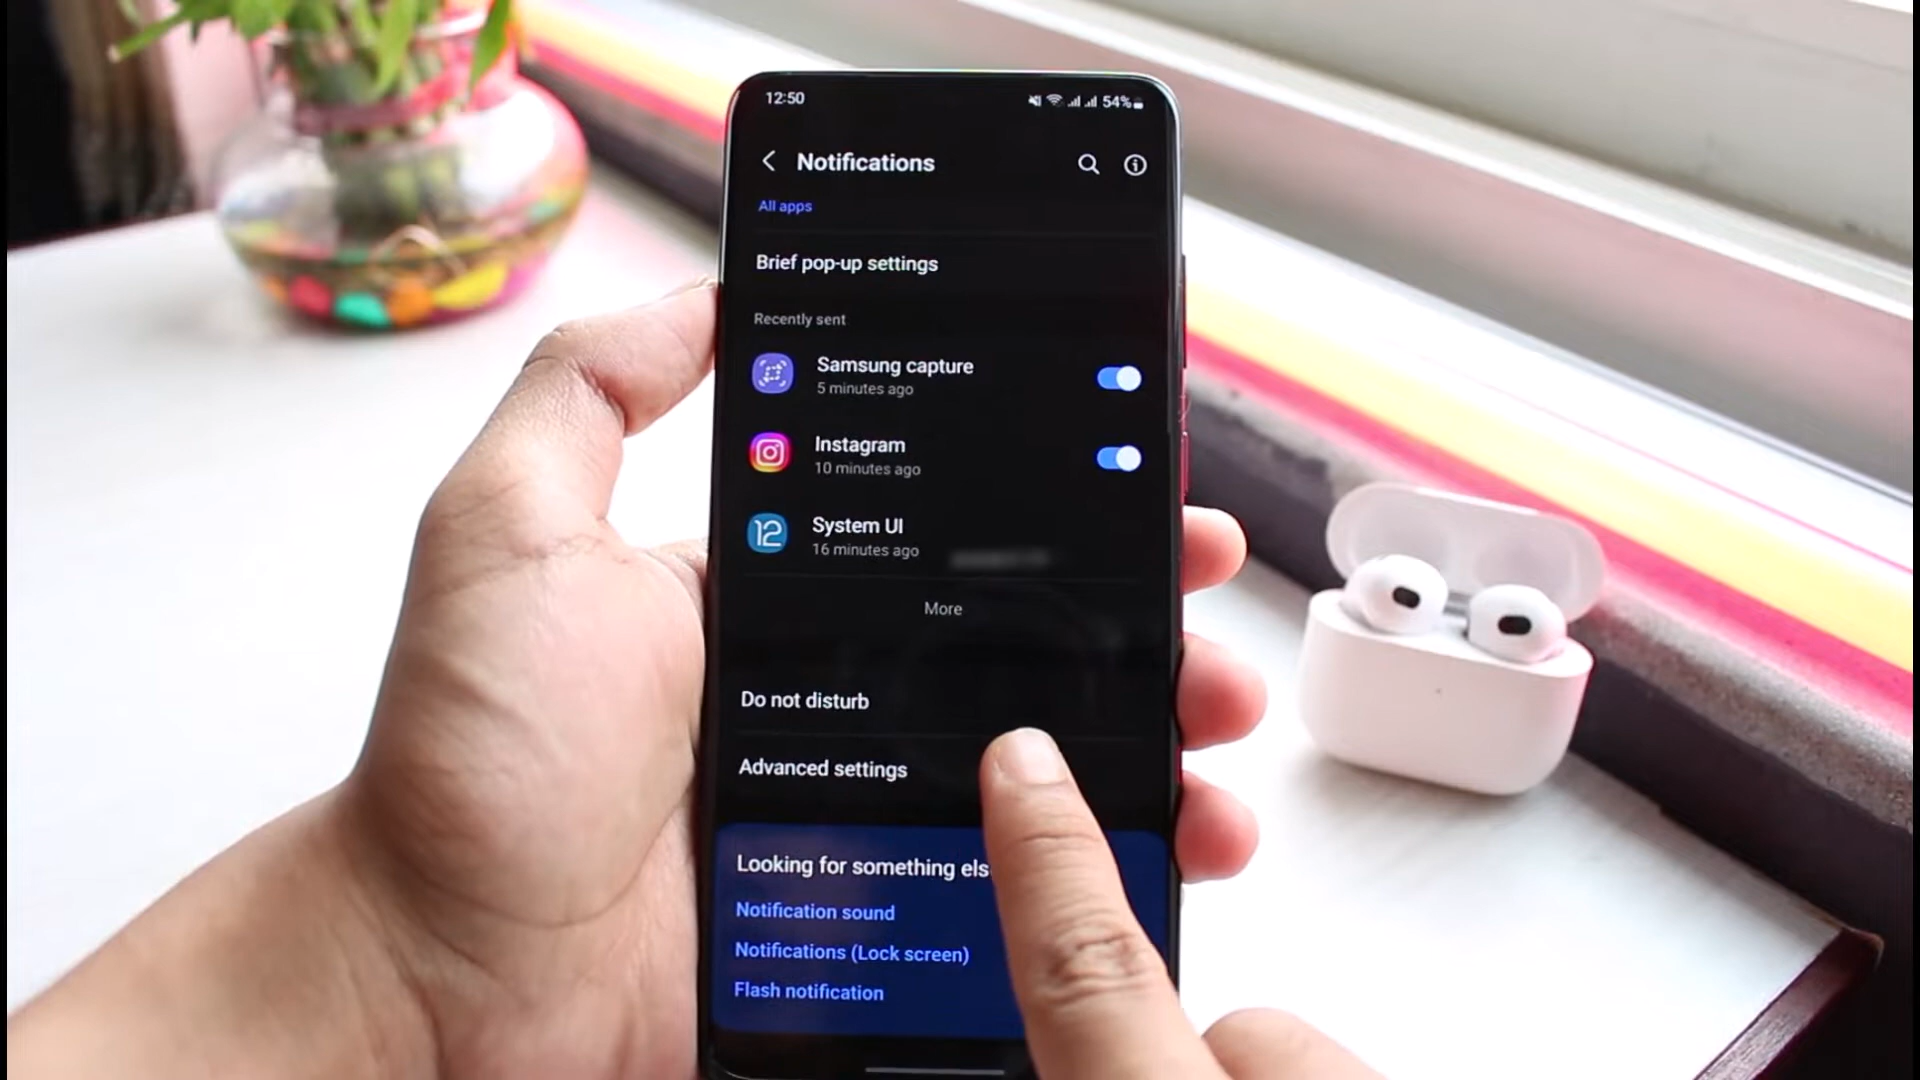 12:50 54%
Notifications
All apps
Brief pop-up settings
Recently sent
Samsung capture
5 minutes ago
Instagram
10 minutes ago
12
System UI
16 minutes ago
More
Do not disturb
Advanced settings
Looking for something els
Notification sound
Notifications (Lock screen)
Flash notification